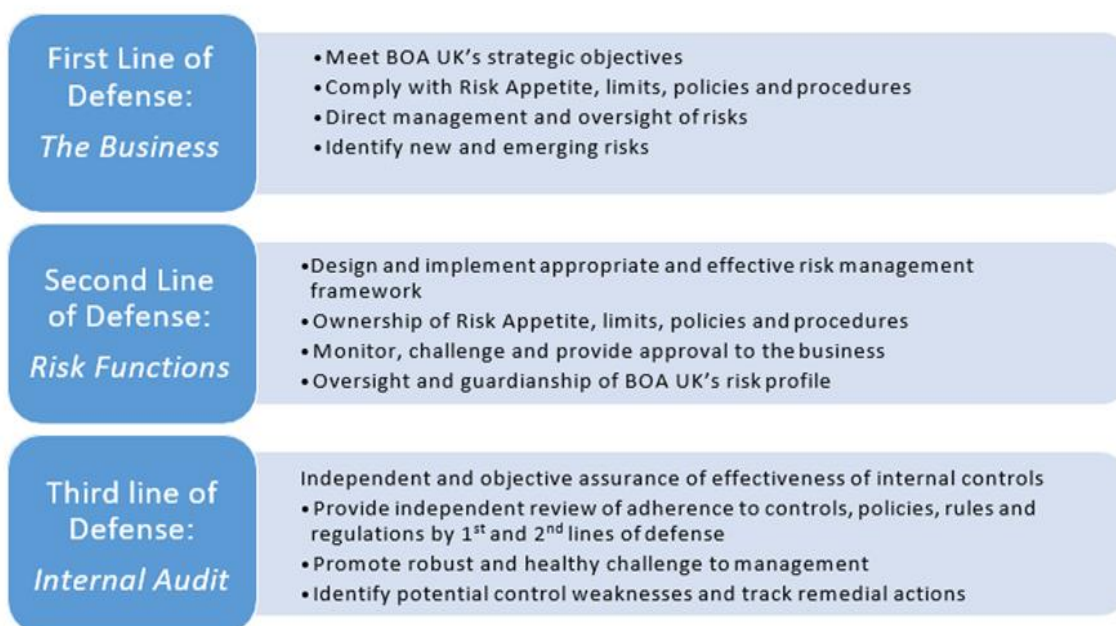 First Line of
Defense:
The Business
•Meet BOA UK’s strategic objectives
•Comply with Risk Appetite, limits, policies and procedures
•Direct management and oversight of risks
•Identify new and emerging risks
Second Line
of Defense:
Risk Functions
•Design and implement appropriate and effective risk management
framework
•Ownership of Risk Appetite, limits, policies and procedures
•Monitor, challenge and provide approval to the business
•Oversight and guardianship of BOA UK’s risk profile
Third line of
Defense:
Internal Audit
Independent and objective assurance of effectiveness of internal controls
•Provide independent review of adherence to controls, policies, rules and
regulations by 1st and 2nd lines of defense
•Promote robust and healthy challenge to management
•Identify potential control weaknesses and track remedial actions